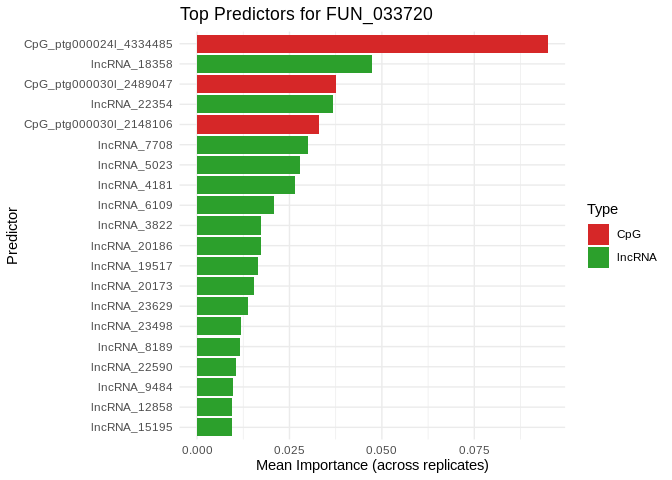 Top Predictors for FUN_033720
Predictor
CpG_ptg000024l_4334485
lncRNA_18358
CpG_ptg000030l_2489047
lncRNA_22354
CpG_ptg000030l_2148106
lncRNA_7708
lncRNA_5023
lncRNA_4181
lncRNA_6109
lncRNA_3822
lncRNA_20186
lncRNA_19517
lncRNA_20173
lncRNA_23629
lncRNA_23498
lncRNA_8189
lncRNA_22590
lncRNA_9484
lncRNA_12858
lncRNA_15195
0.000 0.025 0.050 0.075
Mean Importance (across replicates)
Type
CpG
lncRNA